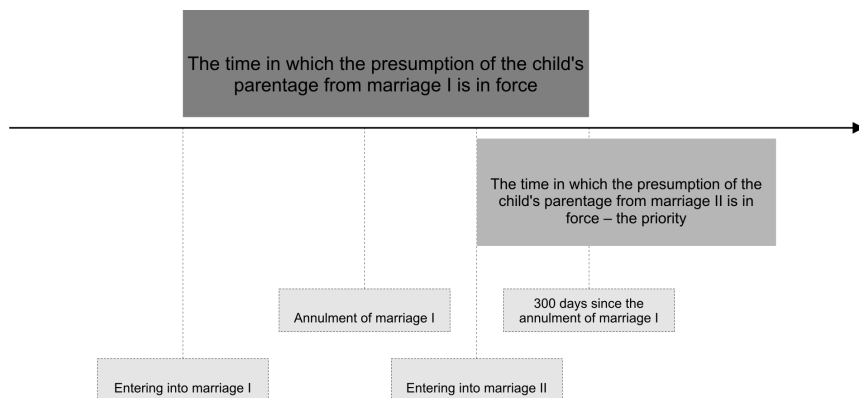 The time in which the presumption of the child's
parentage from marriage I is in force
The time in which the presumption of the
child's parentage from marriage II is in
force – the priority
Annulment of marriage I
300 days since the
annulment of marriage I
Entering into marriage I
Entering into marriage II